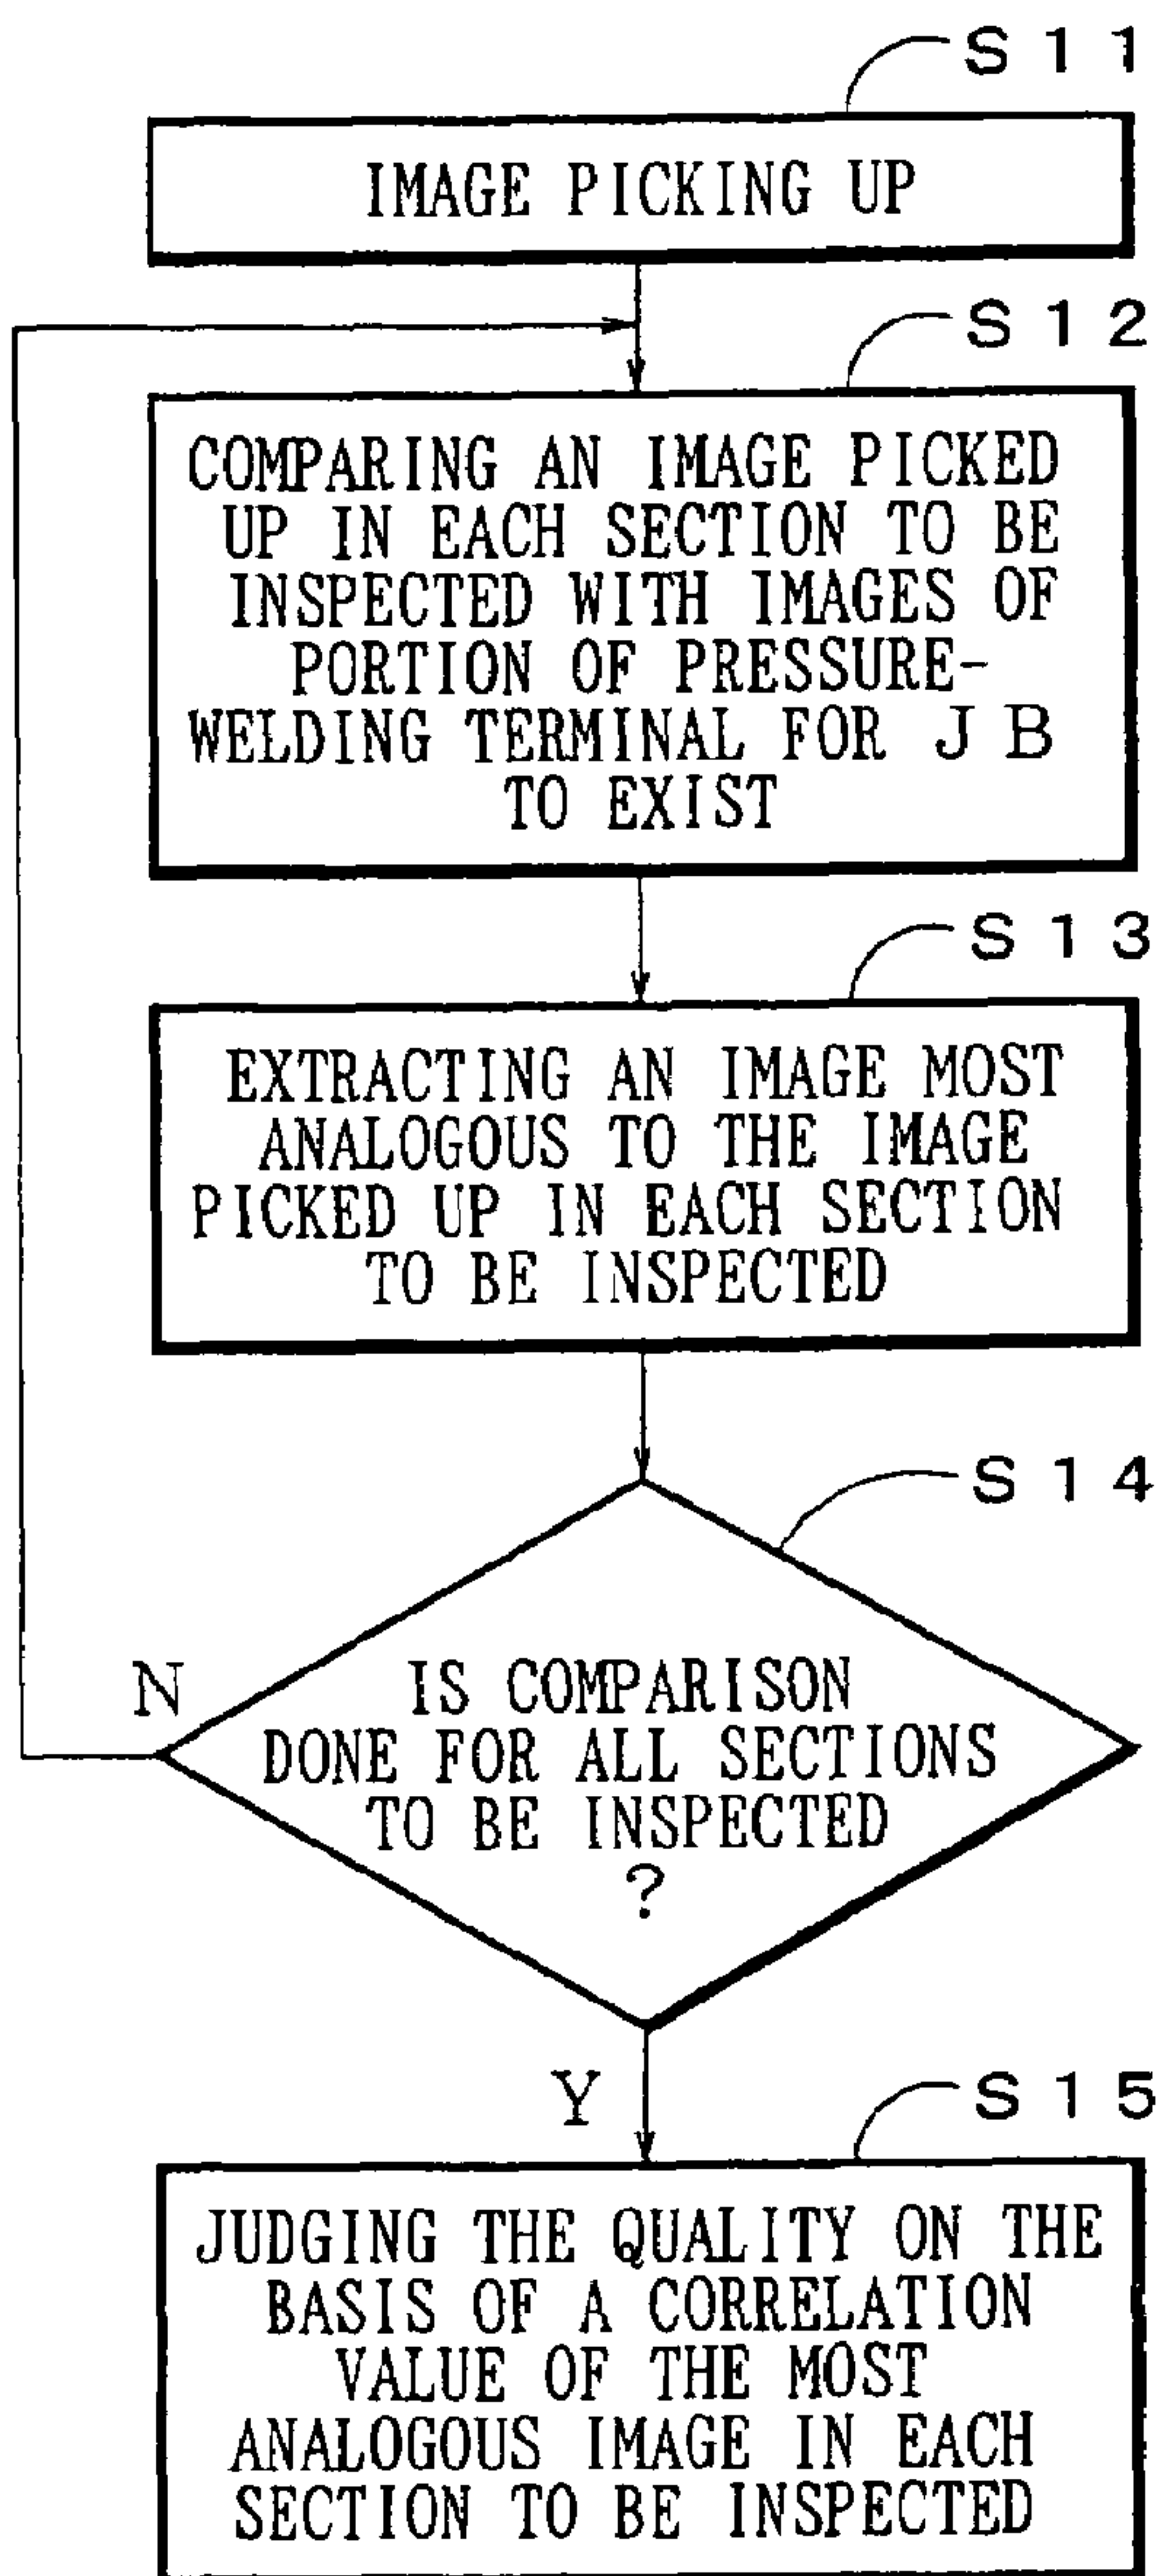 S11
IMAGE PICKING UP
S12
COMPARING AN IMAGE PICKED
UP IN EACH SECTION TO BE
INSPECTED WITH IMAGES OF
PORTION OF PRESSURE-
WELDING TERMINAL FOR JB
TO EXIST
S13
EXTRACTING AN IMAGE MOST
ANALOGOUS TO THE IMAGE
PICKED UP IN EACH SECTION
TO BE INSPECTED
S14
N
IS COMPARISON
DONE FOR ALL SECTIONS
TO BE INSPECTED
?
Y
S15
JUDGING THE QUALITY ON THE
BASIS OF A CORRELATION
VALUE OF THE MOST
ANALOGOUS IMAGE IN EACH
SECTION TO BE INSPECTED